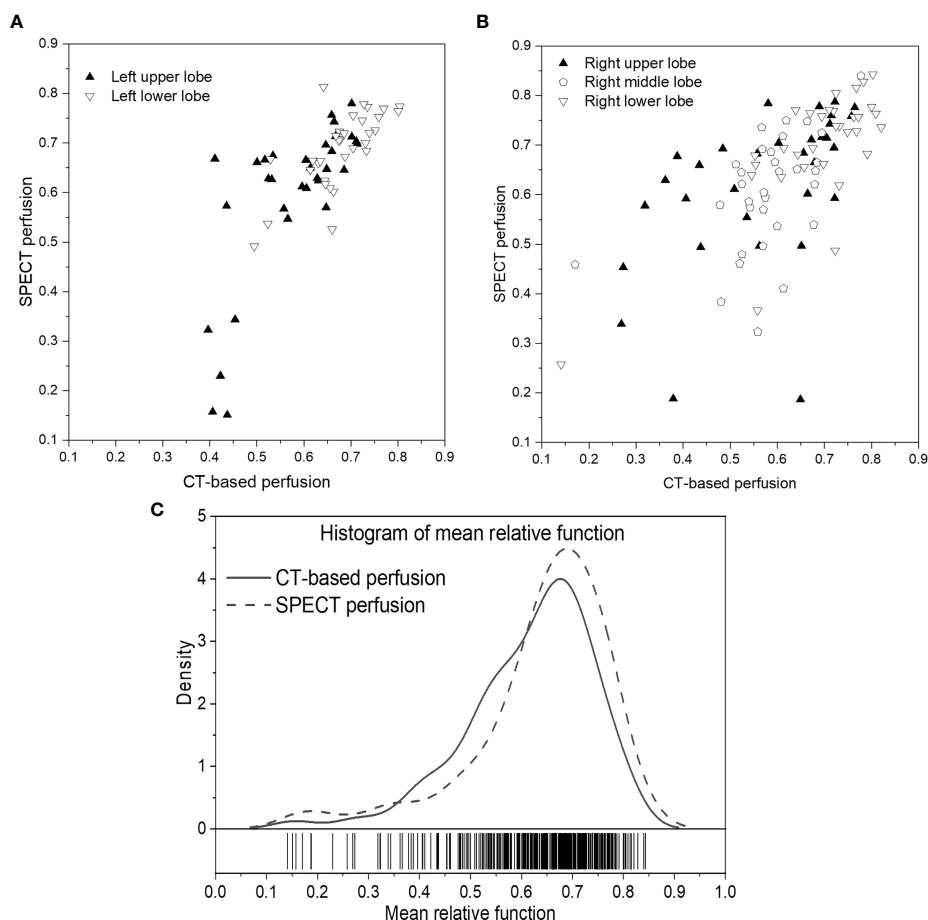 A
0.9
0.8
0.7
0.6
0.5
0.4
0.3
0.2
0.1
SPECT perfusion
Left upper lobe
Left lower lobe
0.1 0.1 0.2 0.3 0.4 0.5 0.6 0.7 0.8 0.9
CT-based perfusion
B
0.9
0.8
0.7
0.6
0.5
0.4
0.3
0.2
0.1
SPECT perfusion
Right upper lobe
Right middle lobe
Right lower lobe
0.1 0.2 0.3 0.4 0.5 0.6 0.7 0.8 0.9
CT-based perfusion
C
5
4
3
2
1
0
Density
Histogram of mean relative function
CT-based perfusion
SPECT perfusion
0.0 0.1 0.2 0.3 0.4 0.5 0.6 0.7 0.8 0.9 1.0
Mean relative function